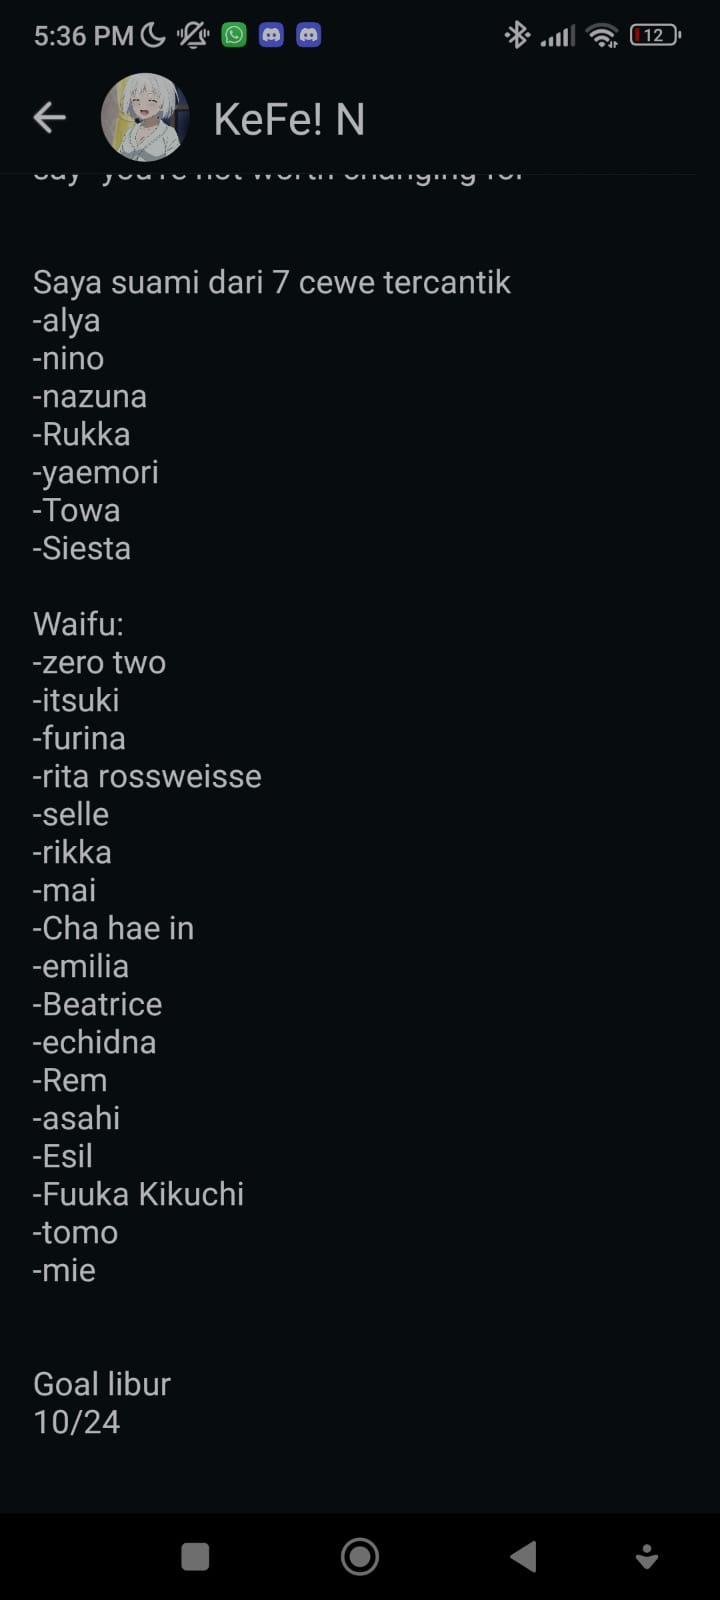 5:36 PM
12
KeFe! N
say "you're not worth changing for"
Saya suami dari 7 cewe tercantik
-alya
-nino
-nazuna
-Rukka
-yaemori
-Towa
-Siesta
Waifu:
-zero two
-itsuki
-furina
-rita rossweisse
-selle
-rikka
-mai
-Cha hae in
-emilia
-Beatrice
-echidna
-Rem
-asahi
-Esil
-Fuuka Kikuchi
-tomo
-mie
Goal libur
10/24